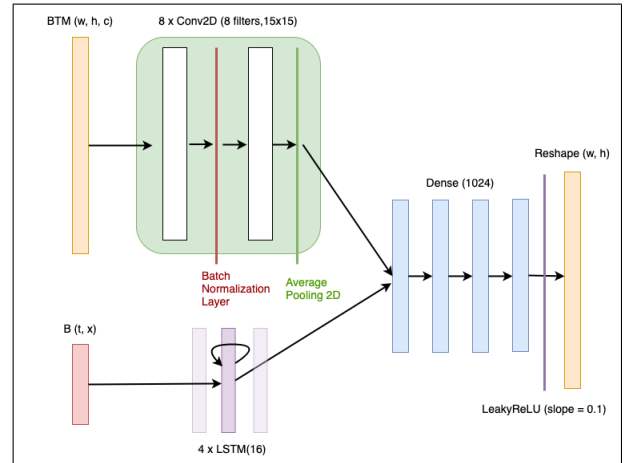 BTM (w, h, c)
8 x Conv2D (8 filters,15x15)
Reshape (w, h)
Dense (1024)
Batch
Normalization
Layer
Average
Pooling 2D
B (t, x)
LeakyReLU (slope = 0.1)
4 x LSTM(16)